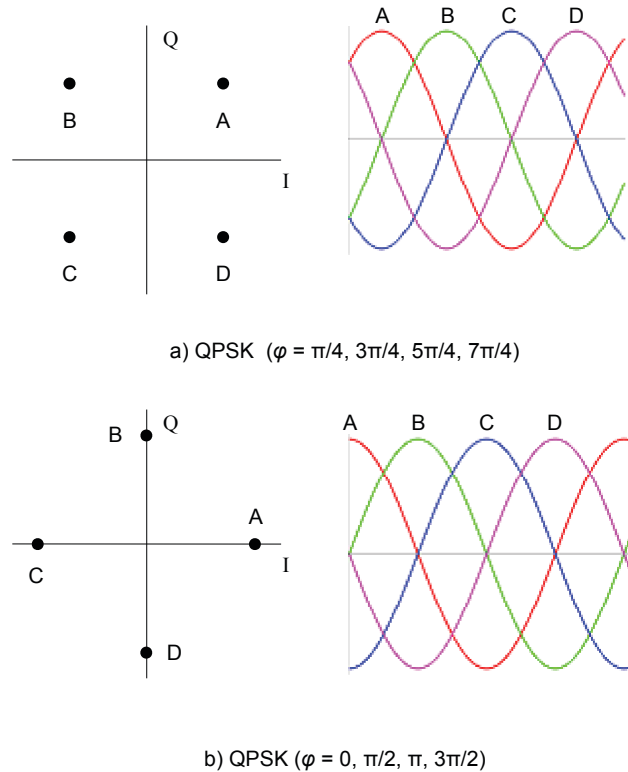 Q
B
A
I
C
D
A B C D
a) QPSK (φ = π/4, 3π/4, 5π/4, 7π/4)
B
Q
A
C
I
D
A B C D
b) QPSK (φ = 0, π/2, π, 3π/2)